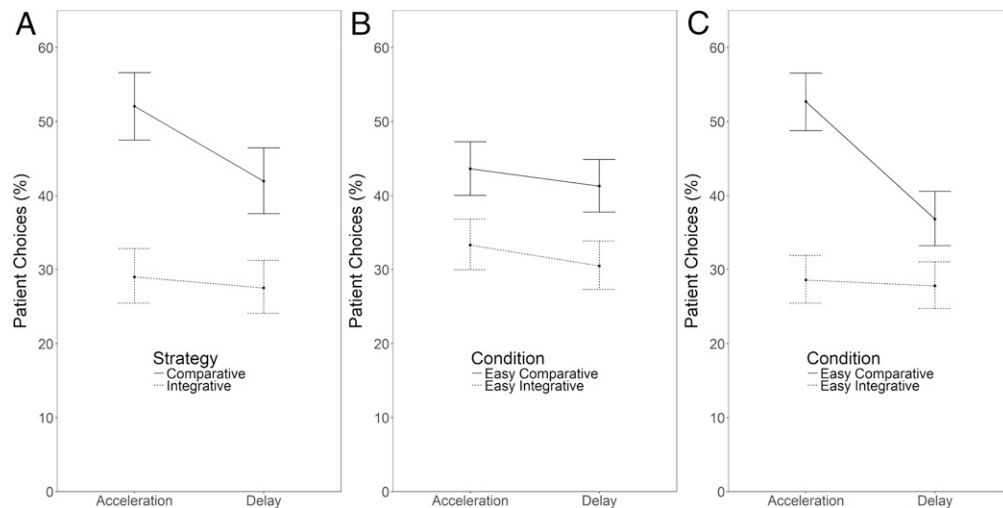 A
Patient Choices (%)
60
50
40
30
20
10
0
Strategy
Comparative
Integrative
Acceleration Delay
B
Patient Choices (%)
60
50
40
30
20
10
0
Condition
Easy Comparative
Easy Integrative
Acceleration Delay
C
Patient Choices (%)
60
50
40
30
20
10
0
Condition
Easy Comparative
Easy Integrative
Acceleration Delay